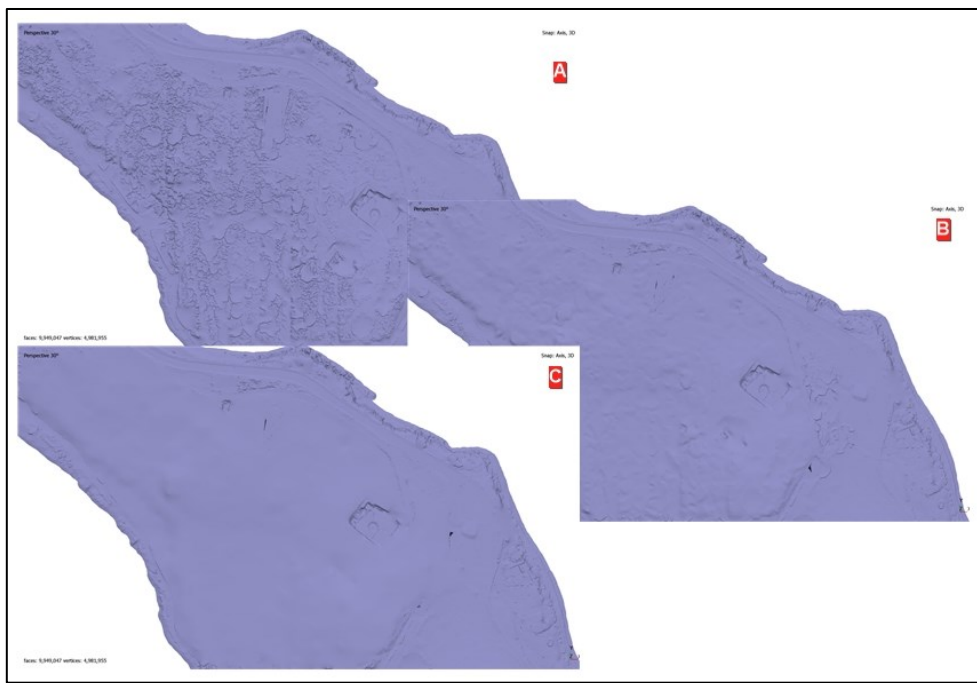 Perspective 30°
Snap: Axis, 3D
A
Perspective 30°
Snap: Axis, 3D
B
faces: 9,949,047 vertices: 4,981,955
Perspective 30°
Snap: Axis, 3D
C
faces: 9,949,047 vertices: 4,981,955